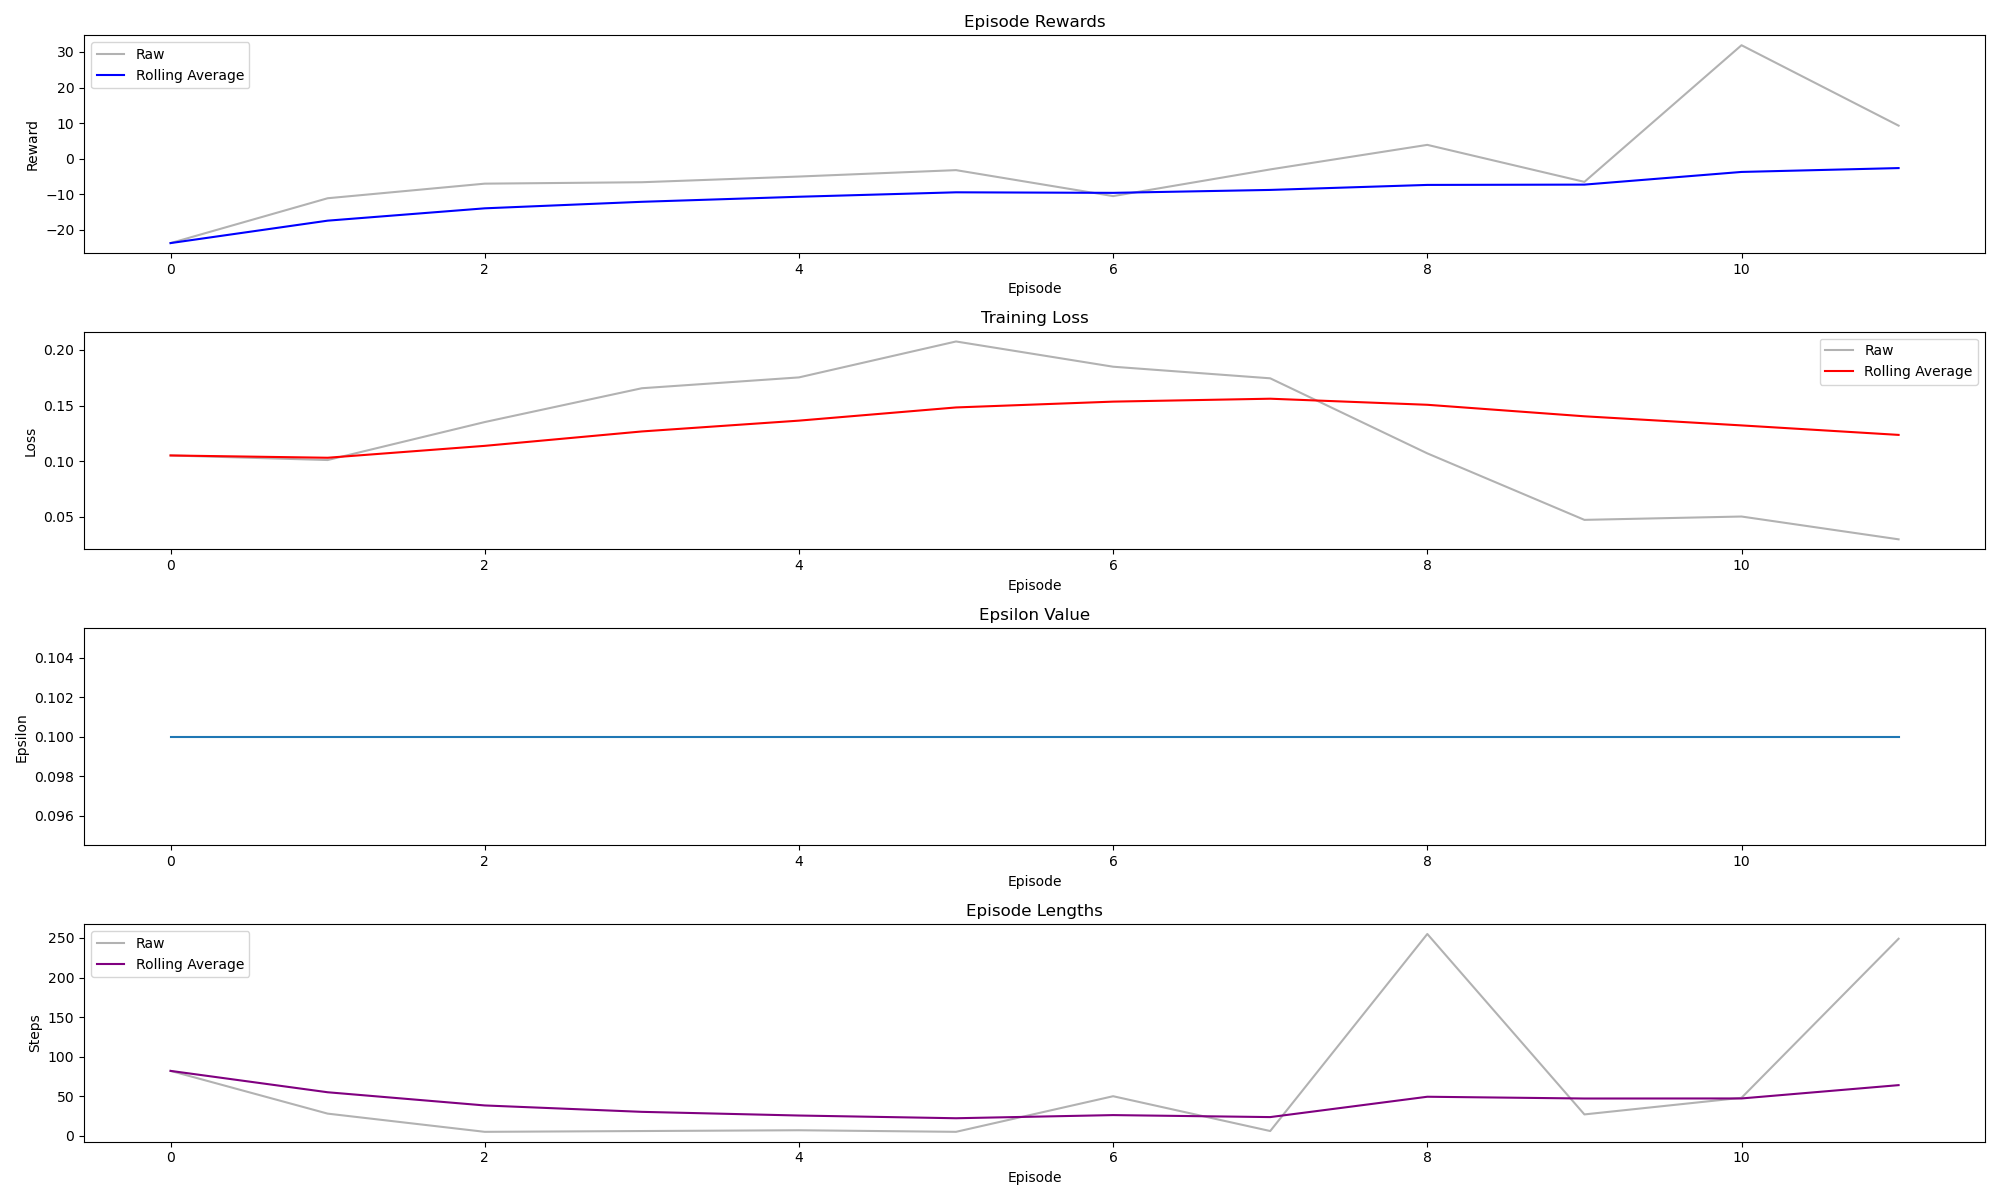 Episode Rewards
Raw
Rolling Average
30
20
10
0
−10
−20
Reward
0 2 4 6 8 10
Episode
Training Loss
Raw
Rolling Average
0.20
0.15
0.10
0.05
Loss
0 2 4 6 8 10
Episode
Epsilon Value
0.104
0.102
0.100
0.098
0.096
Epsilon
0 2 4 6 8 10
Episode
Episode Lengths
Raw
Rolling Average
250
200
150
100
50
0
Steps
0 2 4 6 8 10
Episode